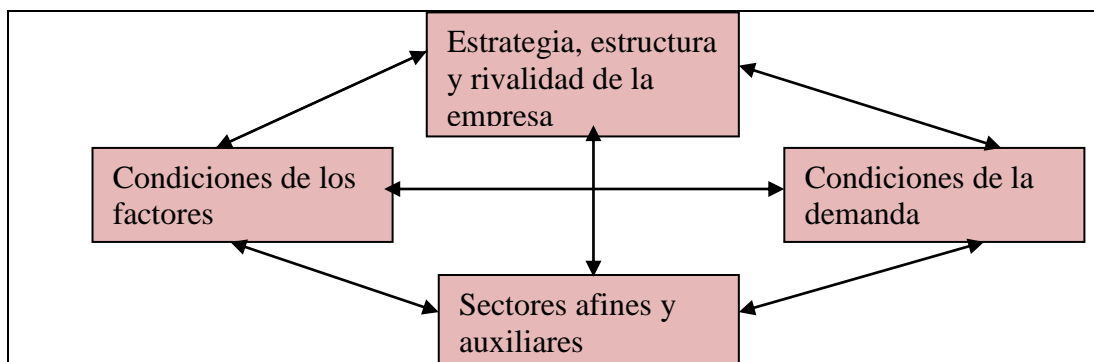 Estrategia, estructura
y rivalidad de la
empresa
Condiciones de los
factores
Condiciones de la
demanda
Sectores afines y
auxiliares